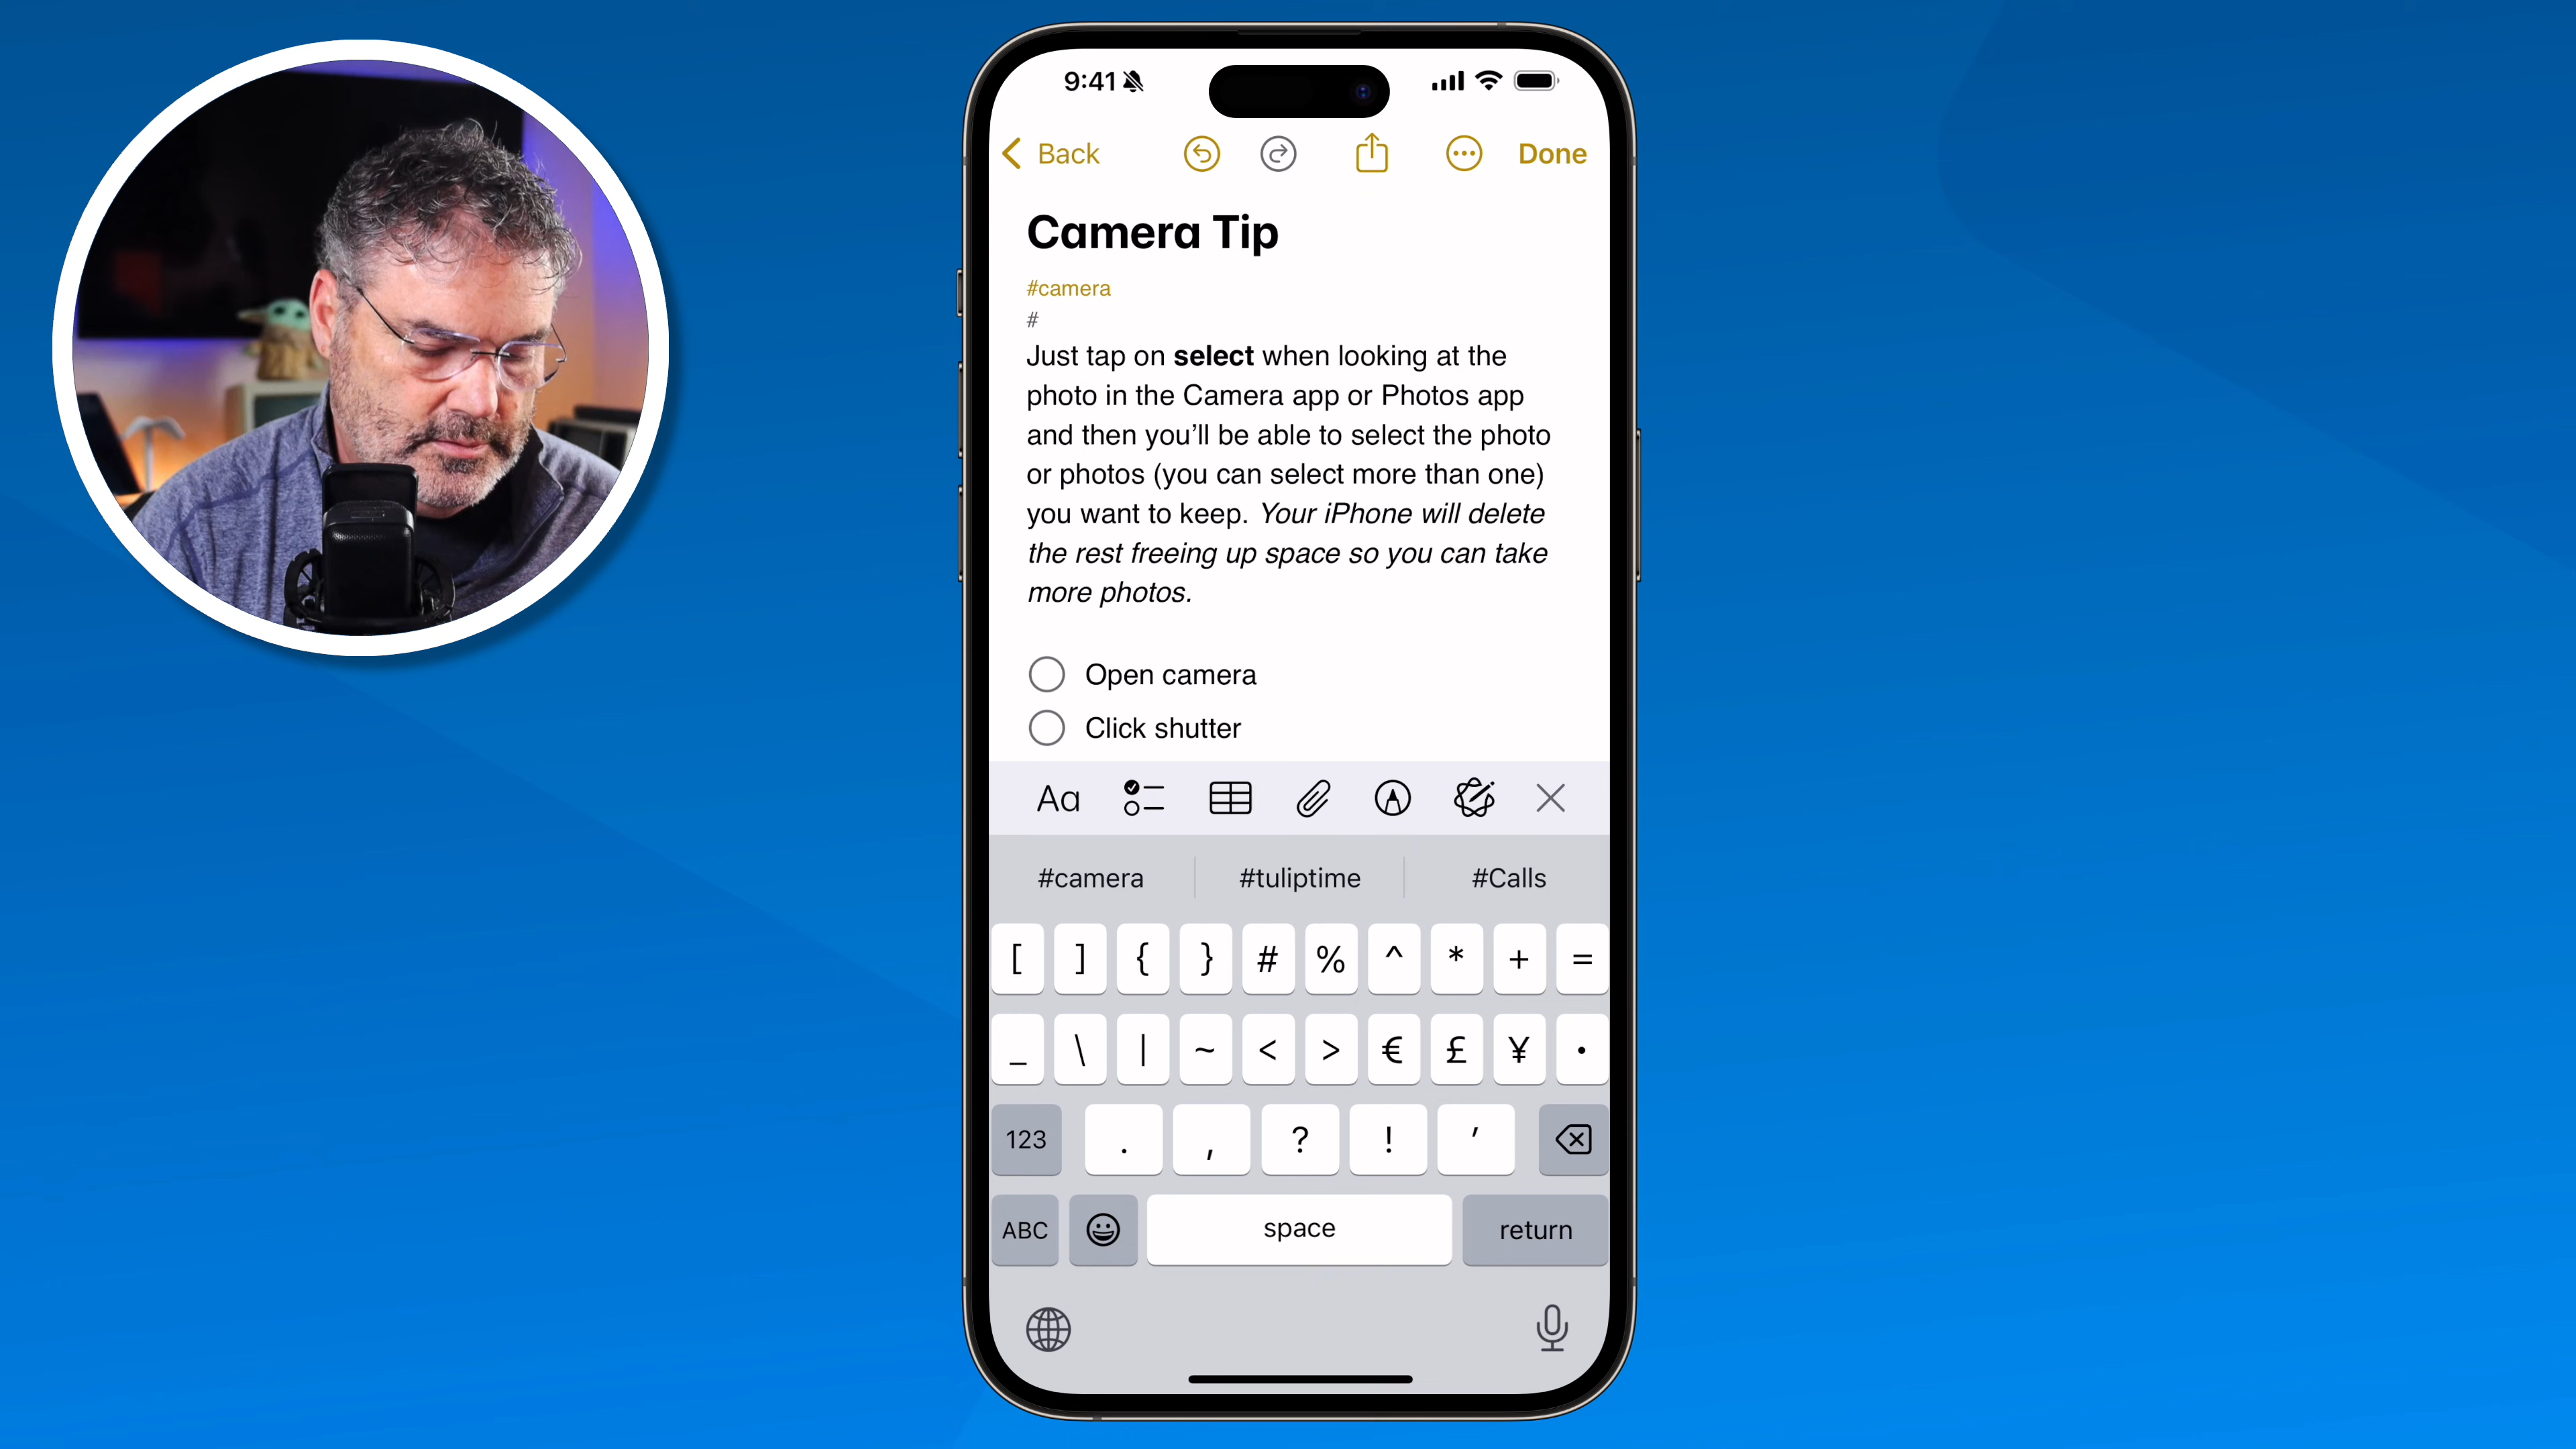 9:41
Back
Done
Camera Tip
#camera
#
Just tap on select when looking at the
photo in the Camera app or Photos app
and then you’ll be able to select the photo
or photos (you can select more than one)
you want to keep. Your iPhone will delete
the rest freeing up space so you can take
more photos.
Open camera
Click shutter
Aa
#camera #tuliptime #Calls
[ ] { } # % ^ * + =
_ \ | ~ < > € £ ¥ •
123 . , ? ! ’
ABC space return